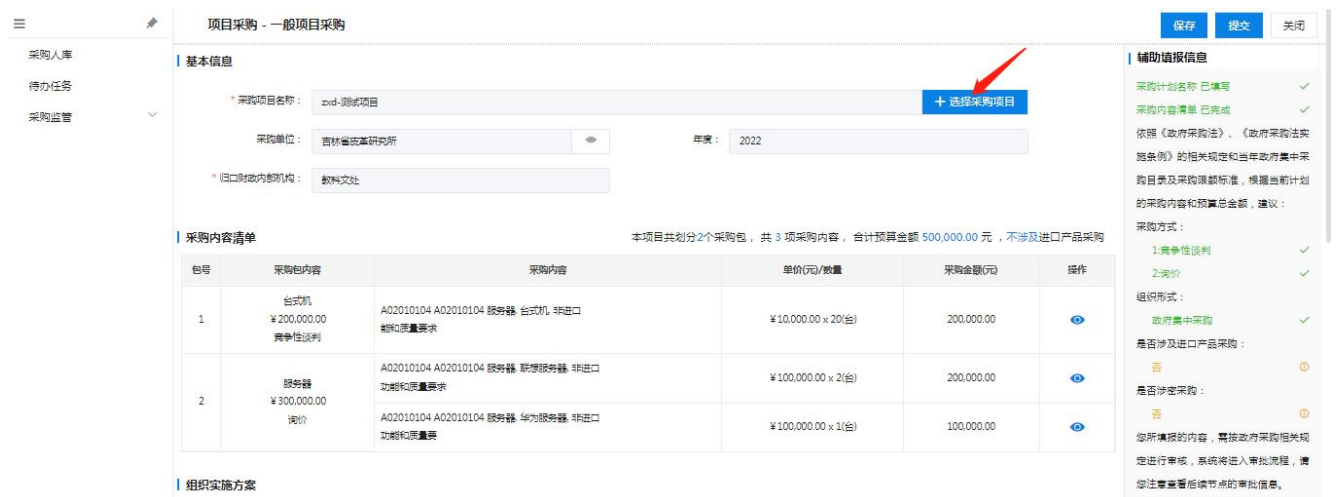 项目采购 - 一般项目采购
保存
提交
关闭
采购人库
待办任务
采购监管
基本信息
* 采购项目名称： zxd-测试项目
+ 选择采购项目
采购单位： 吉林省皮革研究所
年度： 2022
* 归口财政内部机构： 教科文处
采购内容清单
本项目共划分2个采购包， 共 3 项采购内容， 合计预算金额 500,000.00 元 ，不涉及进口产品采购
包号 采购包内容 采购内容 单价(元)/数量 采购金额(元) 操作
1
台式机
￥200,000.00
竞争性谈判
A02010104 A02010104 服务器, 台式机, 非进口
能和质量要求
￥10,000.00 x 20(台)
200,000.00
2
服务器
￥300,000.00
询价
A02010104 A02010104 服务器, 联想服务器, 非进口
功能和质量要求
￥100,000.00 x 2(台)
200,000.00
A02010104 A02010104 服务器, 华为服务器, 非进口
功能和质量要
￥100,000.00 x 1(台)
100,000.00
组织实施方案
辅助填报信息
采购计划名称 已填写
采购内容清单 已完成
依照《政府采购法》、《政府采购法实
施条例》的相关规定和当年政府集中采
购目录及采购限额标准，根据当前计划
的采购内容和预算总金额，建议：
采购方式：
1:竞争性谈判
2:询价
组织形式：
政府集中采购
是否涉及进口产品采购：
否
是否涉密采购：
否
您所填报的内容，需按政府采购相关规
定进行审核，系统将进入审批流程，请
您注意查看后续节点的审批信息。